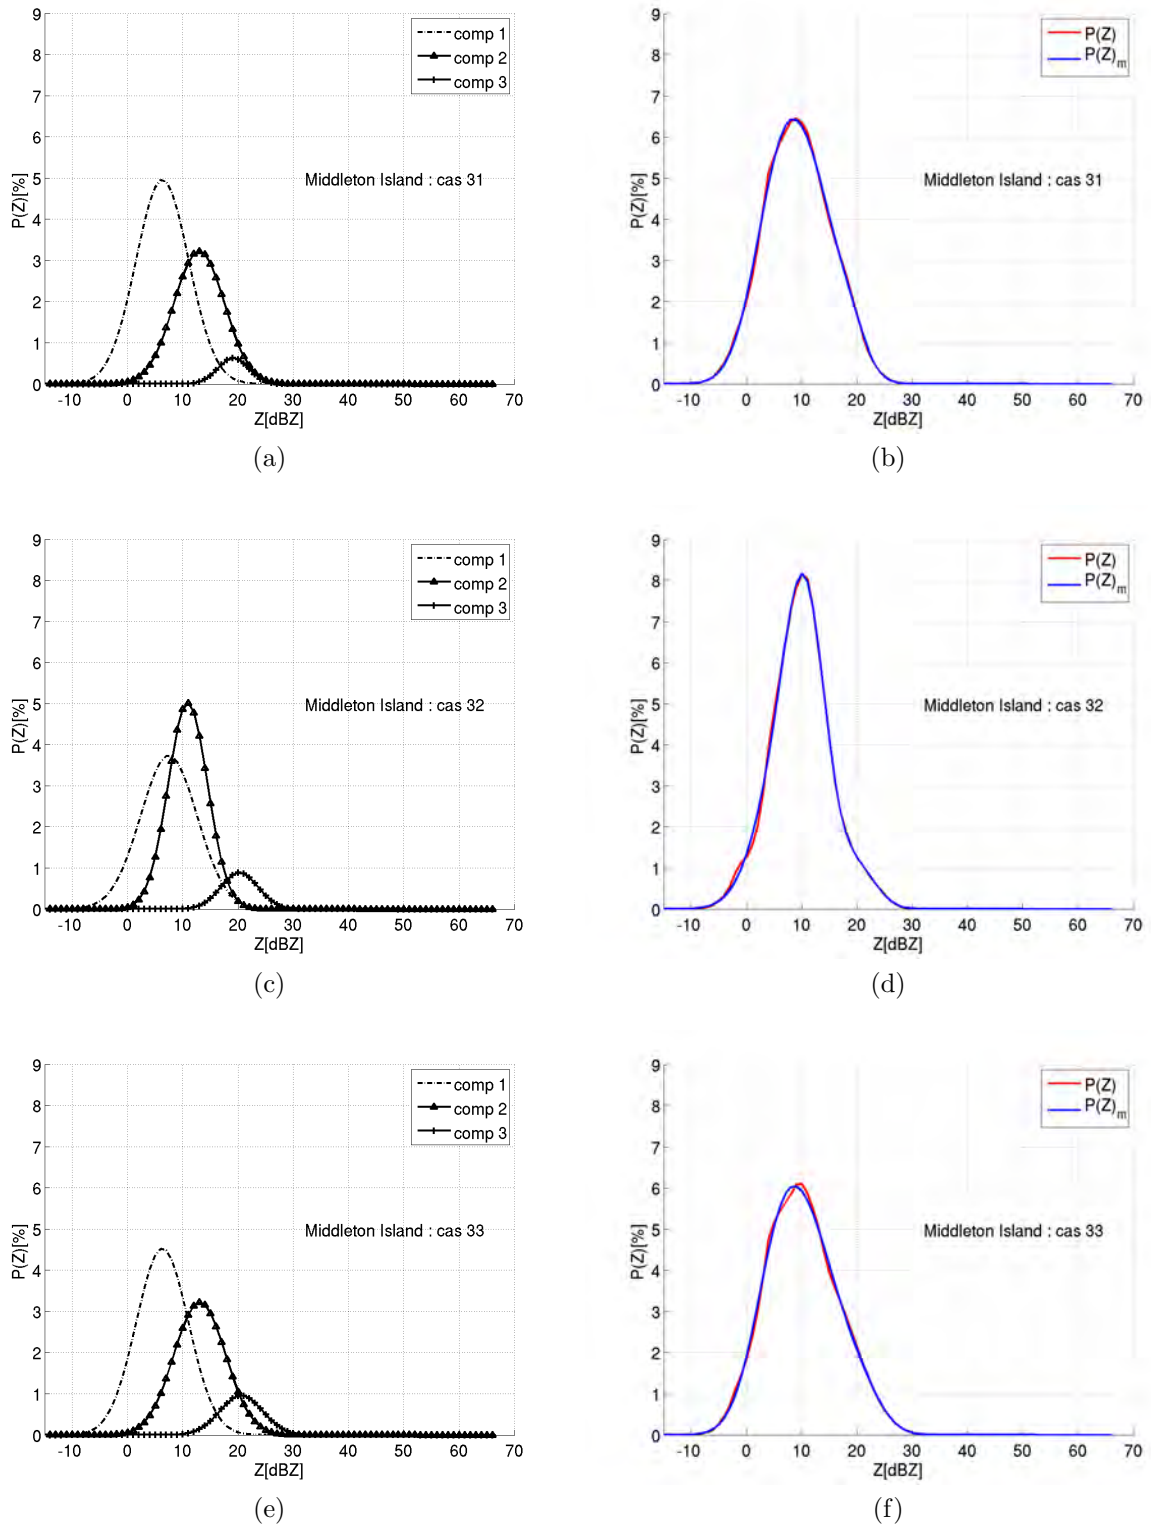 9
8
7
6
5
4
3
2
1
0
P(Z)[%]
comp 1
comp 2
comp 3
Middleton Island : cas 31
-10 0 10 20 30 40 50 60 70
Z[dBZ]
(a)
9
8
7
6
5
4
3
2
1
0
P(Z)[%]
P(Z)
P(Z)m
Middleton Island : cas 31
-10 0 10 20 30 40 50 60 70
Z[dBZ]
(b)
9
8
7
6
5
4
3
2
1
0
P(Z)[%]
comp 1
comp 2
comp 3
Middleton Island : cas 32
-10 0 10 20 30 40 50 60 70
Z[dBZ]
(c)
9
8
7
6
5
4
3
2
1
0
P(Z)[%]
P(Z)
P(Z)m
Middleton Island : cas 32
-10 0 10 20 30 40 50 60 70
Z[dBZ]
(d)
9
8
7
6
5
4
3
2
1
0
P(Z)[%]
comp 1
comp 2
comp 3
Middleton Island : cas 33
-10 0 10 20 30 40 50 60 70
Z[dBZ]
(e)
9
8
7
6
5
4
3
2
1
0
P(Z)[%]
P(Z)
P(Z)m
Middleton Island : cas 33
-10 0 10 20 30 40 50 60 70
Z[dBZ]
(f)